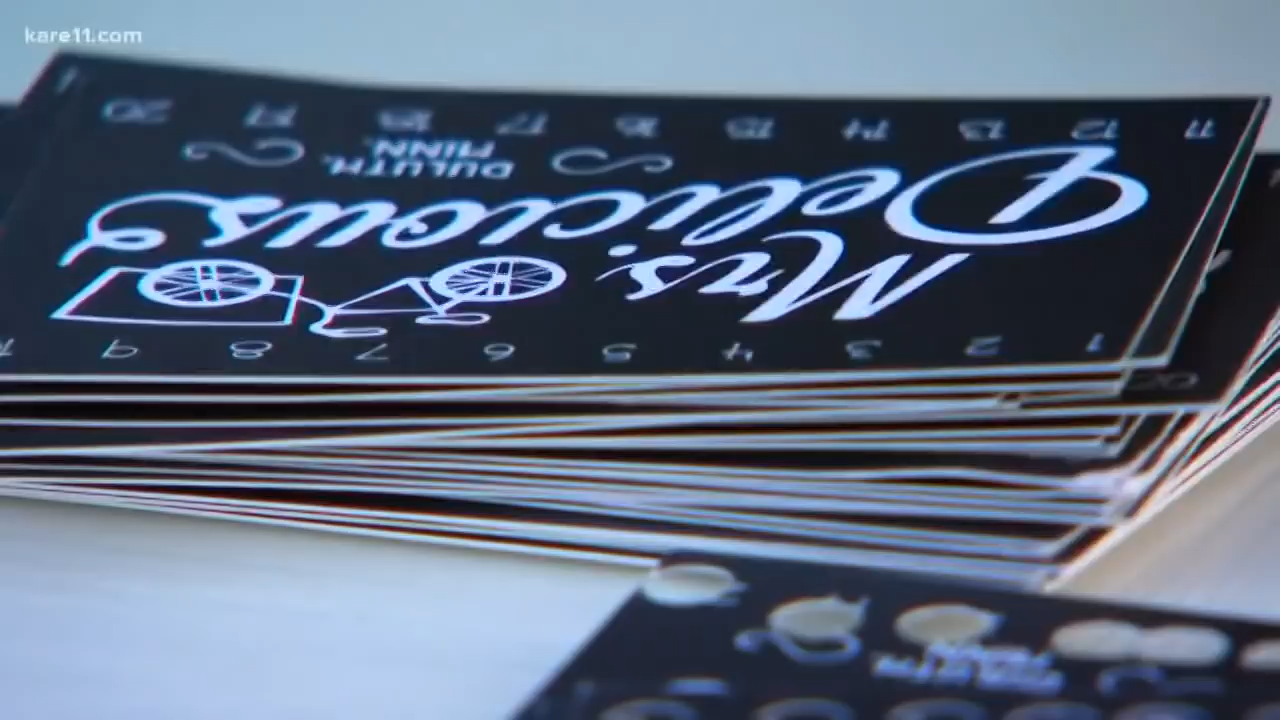 kare11.com
1 2 3 4 5 6 7 8 9
Mrs.
Delicious
DULUTH,
MINN.
11 12 13 14 15 16 17 18 19 20